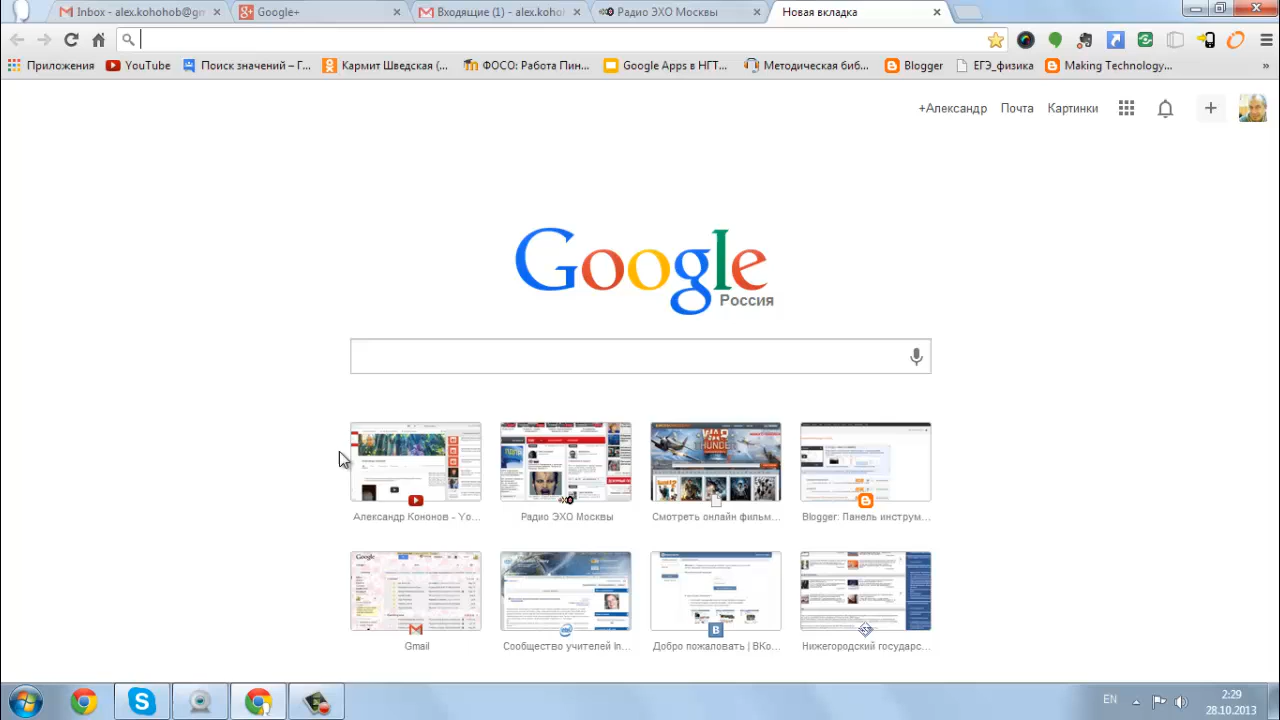 Inbox - alex.kohohob@gm
Google+
Входящие (1) - alex.koho
Радио ЭХО Москвы
Новая вкладка
Приложения
YouTube
Поиск значений – Г...
Кармит Шведская (...
ФОСО: Работа Пин...
Google Apps в НГТ...
Методическая биб...
Blogger
ЕГЭ_физика
Making Technology...
»
+Александр
Почта
Картинки
Google
Россия
Александр Кононов - Yo...
Радио ЭХО Москвы
Смотреть онлайн фильм...
Blogger: Панель инструм...
Gmail
Сообщество учителей In...
Добро пожаловать | ВКо...
Нижегородский государс...
EN
2:29
28.10.2013